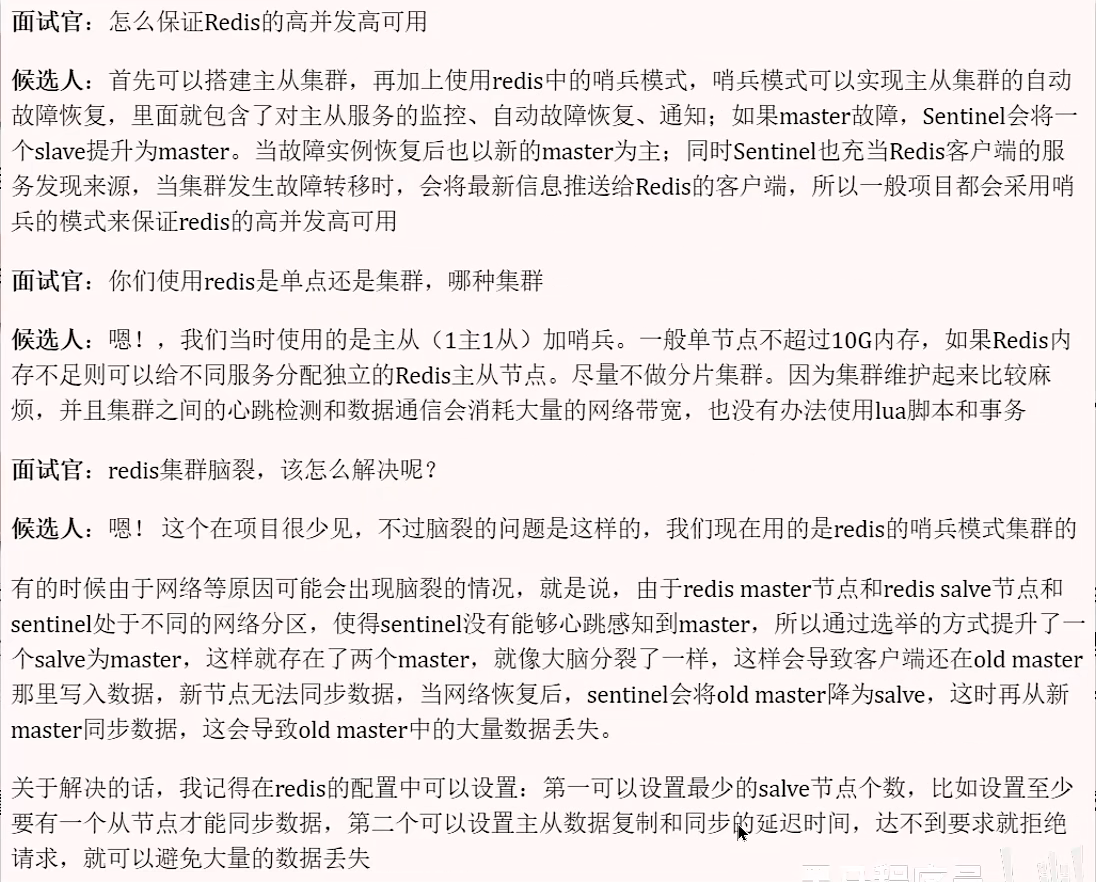 面试官：怎么保证Redis的高并发高可用
候选人：首先可以搭建主从集群，再加上使用redis中的哨兵模式，哨兵模式可以实现主从集群的自动
故障恢复，里面就包含了对主从服务的监控、自动故障恢复、通知；如果master故障，Sentinel会将一
个slave提升为master。当故障实例恢复后也以新的master为主；同时Sentinel也充当Redis客户端的服
务发现来源，当集群发生故障转移时，会将最新信息推送给Redis的客户端，所以一般项目都会采用哨
兵的模式来保证redis的高并发高可用
面试官：你们使用redis是单点还是集群，哪种集群
候选人：嗯！，我们当时使用的是主从（1主1从）加哨兵。一般单节点不超过10G内存，如果Redis内
存不足则可以给不同服务分配独立的Redis主从节点。尽量不做分片集群。因为集群维护起来比较麻
烦，并且集群之间的心跳检测和数据通信会消耗大量的网络带宽，也没有办法使用lua脚本和事务
面试官：redis集群脑裂，该怎么解决呢？
候选人：嗯！ 这个在项目很少见，不过脑裂的问题是这样的，我们现在用的是redis的哨兵模式集群的
有的时候由于网络等原因可能会出现脑裂的情况，就是说，由于redis master节点和redis salve节点和
sentinel处于不同的网络分区，使得sentinel没有能够心跳感知到master，所以通过选举的方式提升了一
个salve为master，这样就存在了两个master，就像大脑分裂了一样，这样会导致客户端还在old master
那里写入数据，新节点无法同步数据，当网络恢复后，sentinel会将old master降为salve，这时再从新
master同步数据，这会导致old master中的大量数据丢失。
关于解决的话，我记得在redis的配置中可以设置：第一可以设置最少的salve节点个数，比如设置至少
要有一个从节点才能同步数据，第二个可以设置主从数据复制和同步的延迟时间，达不到要求就拒绝
请求，就可以避免大量的数据丢失